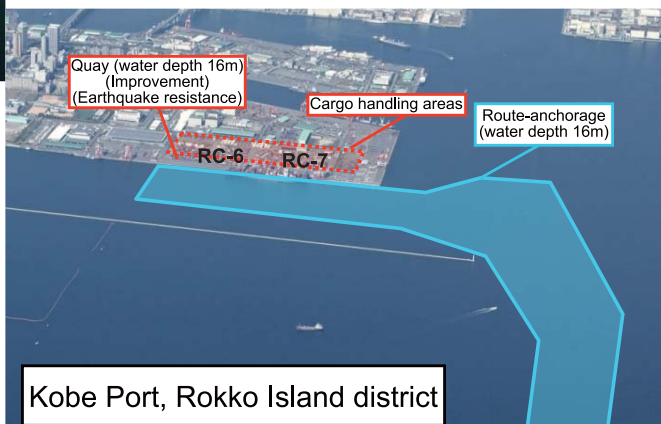 Quay (water depth 16m)
(Improvement)
(Earthquake resistance)
Cargo handling areas
Route-anchorage
(water depth 16m)
RC-6
RC-7
Kobe Port, Rokko Island district